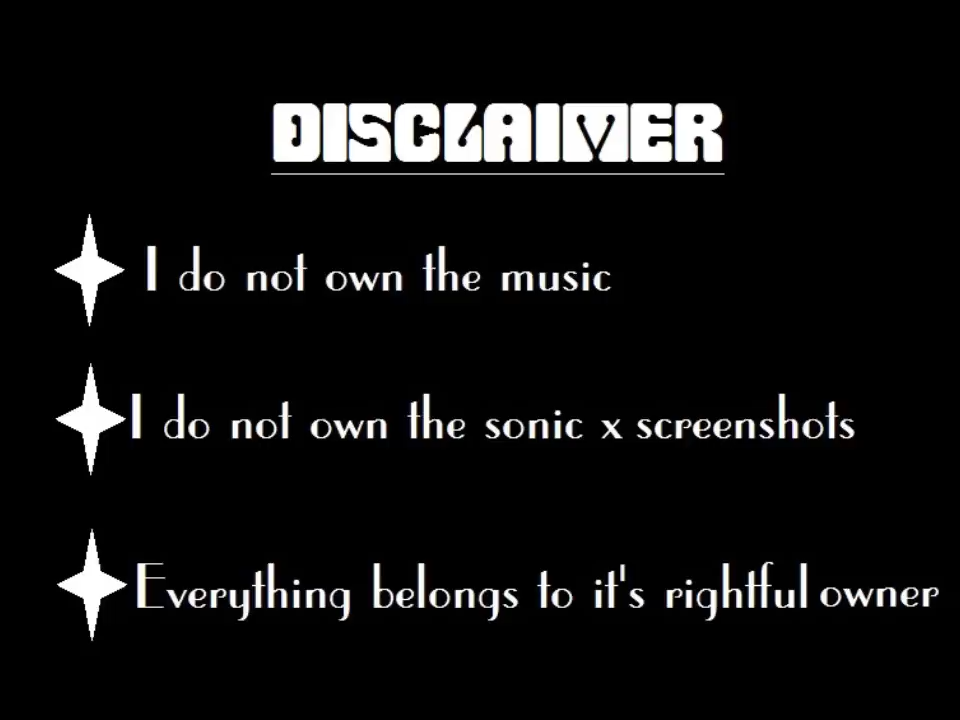 DISCLAIMER
I do not own the music
I do not own the sonic x screenshots
Everything belongs to it's rightful owner